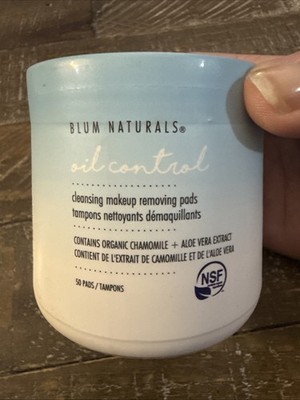 BLUM NATURALS®
oil control
cleansing makeup removing pads
tampons nettoyants démaquillants
CONTAINS ORGANIC CHAMOMILE + ALOE VERA EXTRACT
CONTIENT DE L'EXTRAIT DE CAMOMILLE ET DE L'ALOE VERA
50 PADS / TAMPONS
NSF